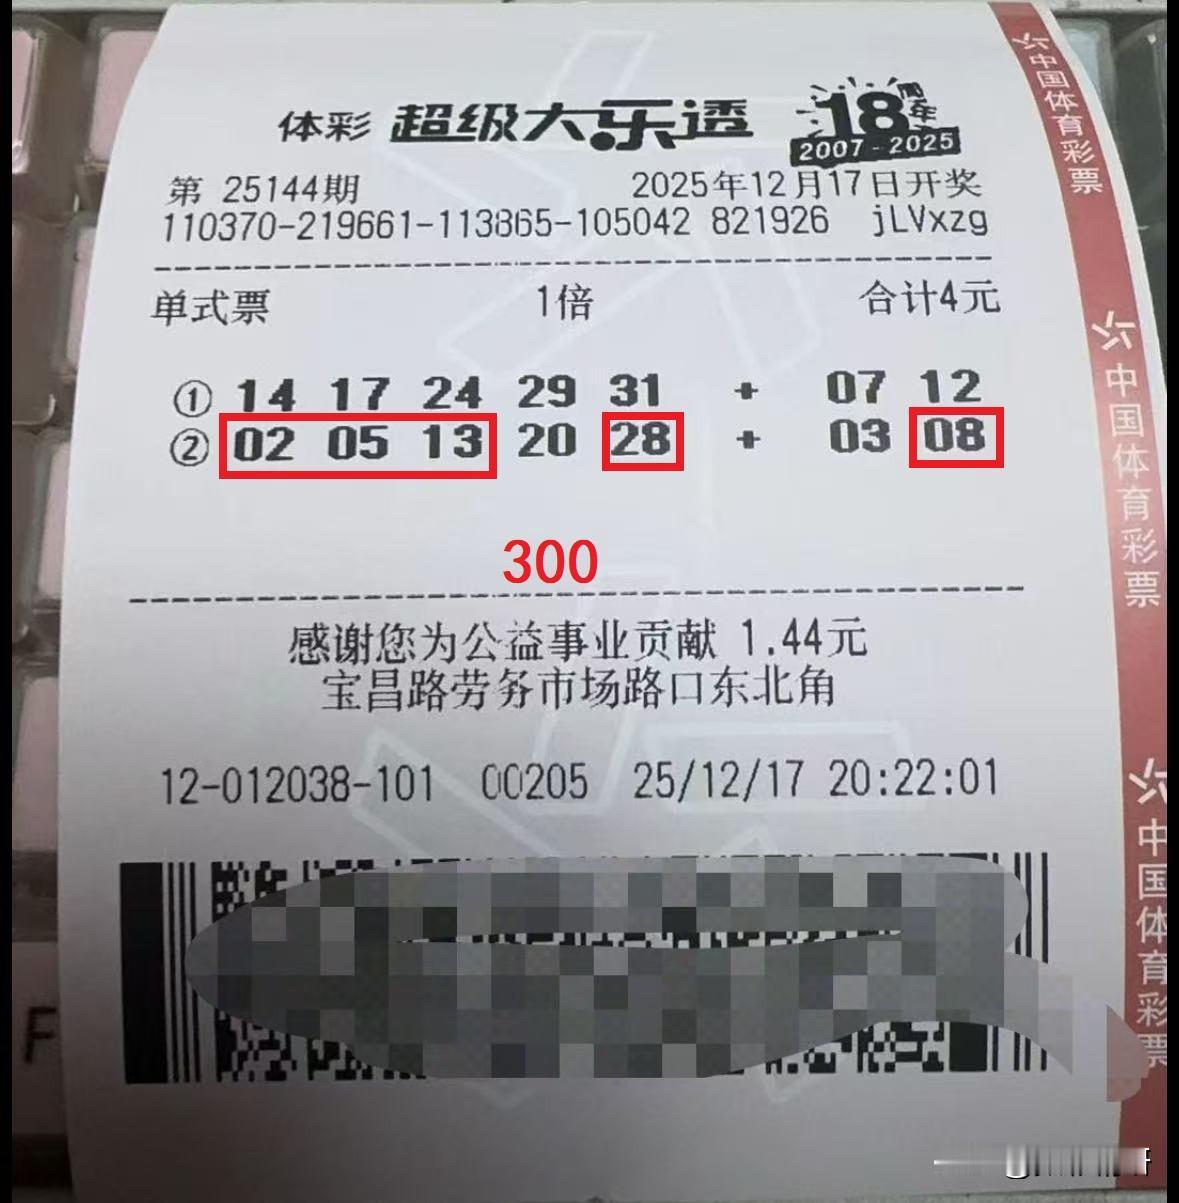 体彩 超级大乐透 18周年
2007-2025
第 25144期 2025年12月17日开奖
110370-219661-113865-105042 821926 jLVxzg
单式票 1倍 合计4元
① 14 17 24 29 31 + 07 12
② 02 05 13 20 28 + 03 08
300
感谢您为公益事业贡献 1.44元
宝昌路劳务市场路口东北角
12-012038-101 00205 25/12/17 20:22:01
中国体育彩票
中国体育彩票
中国体育彩票
F